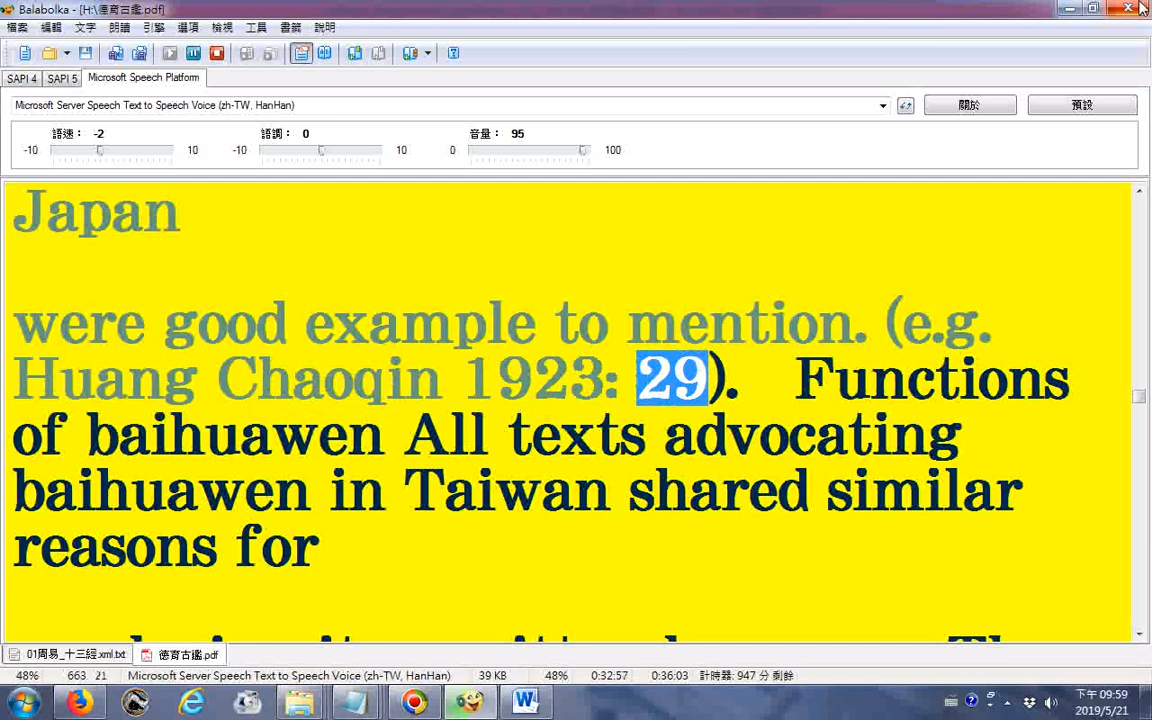 Balabolka - [H:\德育古鑑.pdf]
檔案 編輯 文字 朗讀 引擎 選項 檢視 工具 書籤 說明
SAPI 4 SAPI 5 Microsoft Speech Platform
Microsoft Server Speech Text to Speech Voice (zh-TW, HanHan) 關於 預設
語速： -2 語調： 0 音量： 95
-10 10 -10 10 0 100
Japan
were good example to mention. (e.g.
Huang Chaoqin 1923: 29). Functions
of baihuawen All texts advocating
baihuawen in Taiwan shared similar
reasons for
01周易_十三經.xml.txt 德育古鑑.pdf
48% 663 21 Microsoft Server Speech Text to Speech Voice (zh-TW, HanHan) 39 KB 48% 0:32:57 0:36:03 計時器: 947 分 剩餘
下午 09:59
2019/5/21